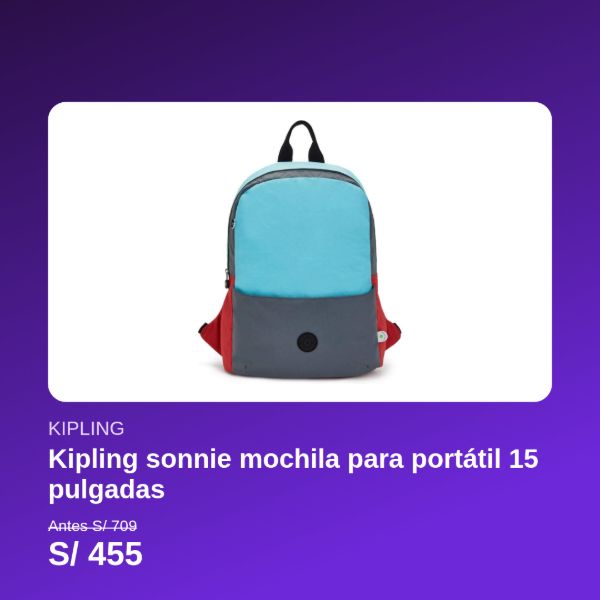 KIPLING
Kipling sonnie mochila para portátil 15
pulgadas
Antes S/ 709
S/ 455